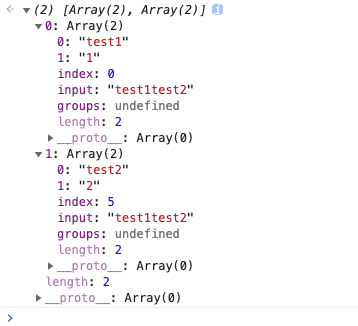 (2) [Array(2), Array(2)] i
0: Array(2)
0: "test1"
1: "1"
index: 0
input: "test1test2"
groups: undefined
length: 2
__proto__: Array(0)
1: Array(2)
0: "test2"
1: "2"
index: 5
input: "test1test2"
groups: undefined
length: 2
__proto__: Array(0)
length: 2
__proto__: Array(0)